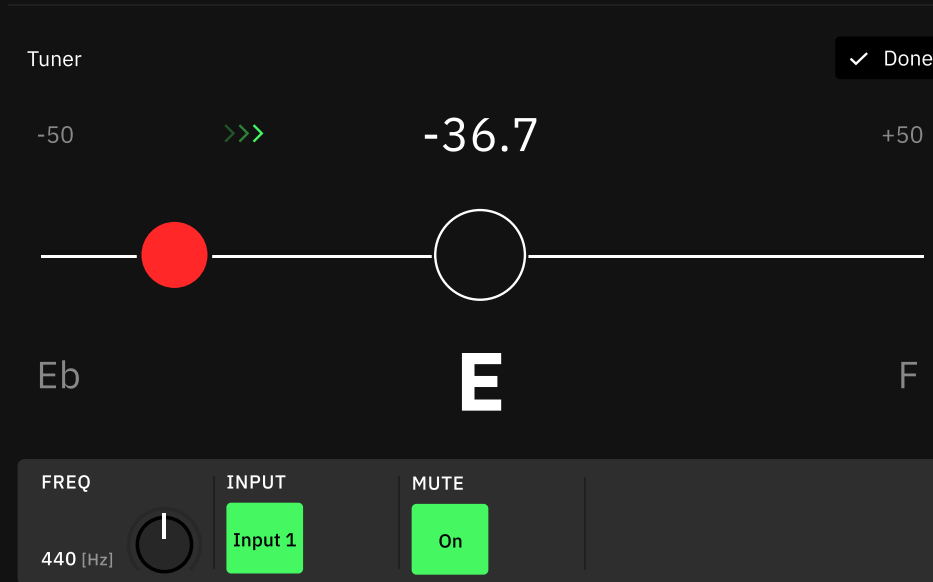 Tuner
Done
-50
-36.7
+50
Eb
E
F
FREQ
INPUT
MUTE
Input 1
On
440 [Hz]